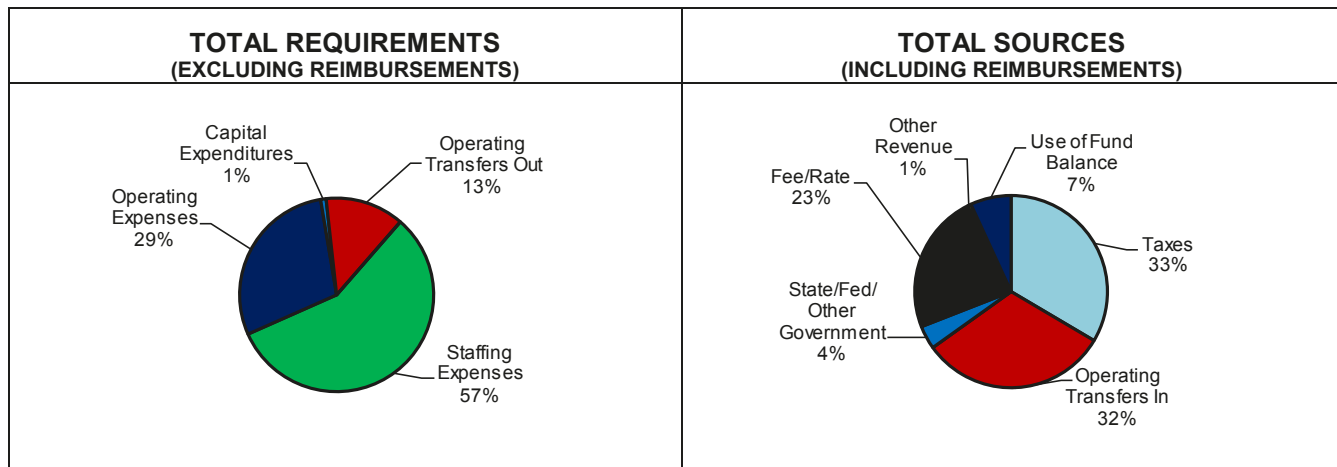 TOTAL REQUIREMENTS
(EXCLUDING REIMBURSEMENTS)
Capital
Expenditures
1%
Operating
Transfers Out
13%
Operating
Expenses
29%
Staffing
Expenses
57%
TOTAL SOURCES
(INCLUDING REIMBURSEMENTS)
Other
Revenue
1%
Use of Fund
Balance
7%
Fee/Rate
23%
Taxes
33%
State/Fed/
Other
Government
4%
Operating
Transfers In
32%